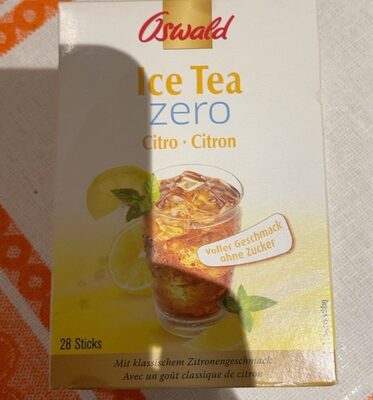 Oswald
Ice Tea
zero
Citro · Citron
Voller Geschmack
ohne Zucker
28 Sticks
Mit klassischem Zitronengeschmack
Avec un goût classique de citron